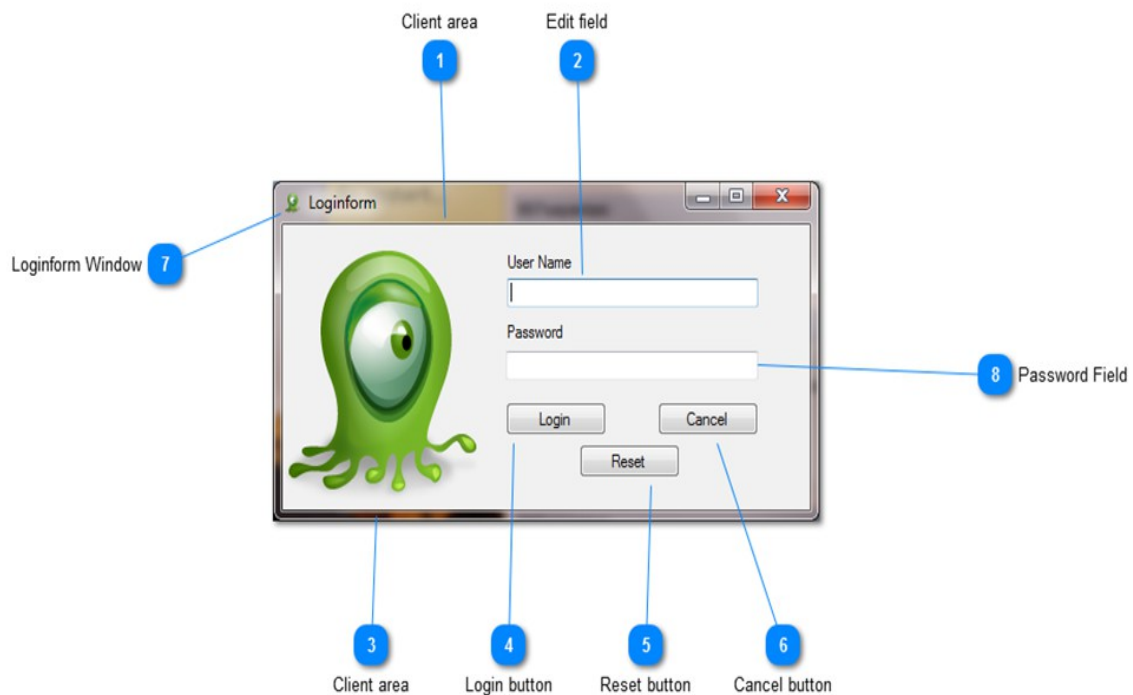 Client area
Edit field
1
2
Loginform
Loginform Window
7
User Name
Password
8
Password Field
Login
Cancel
Reset
3
4
5
6
Client area
Login button
Reset button
Cancel button